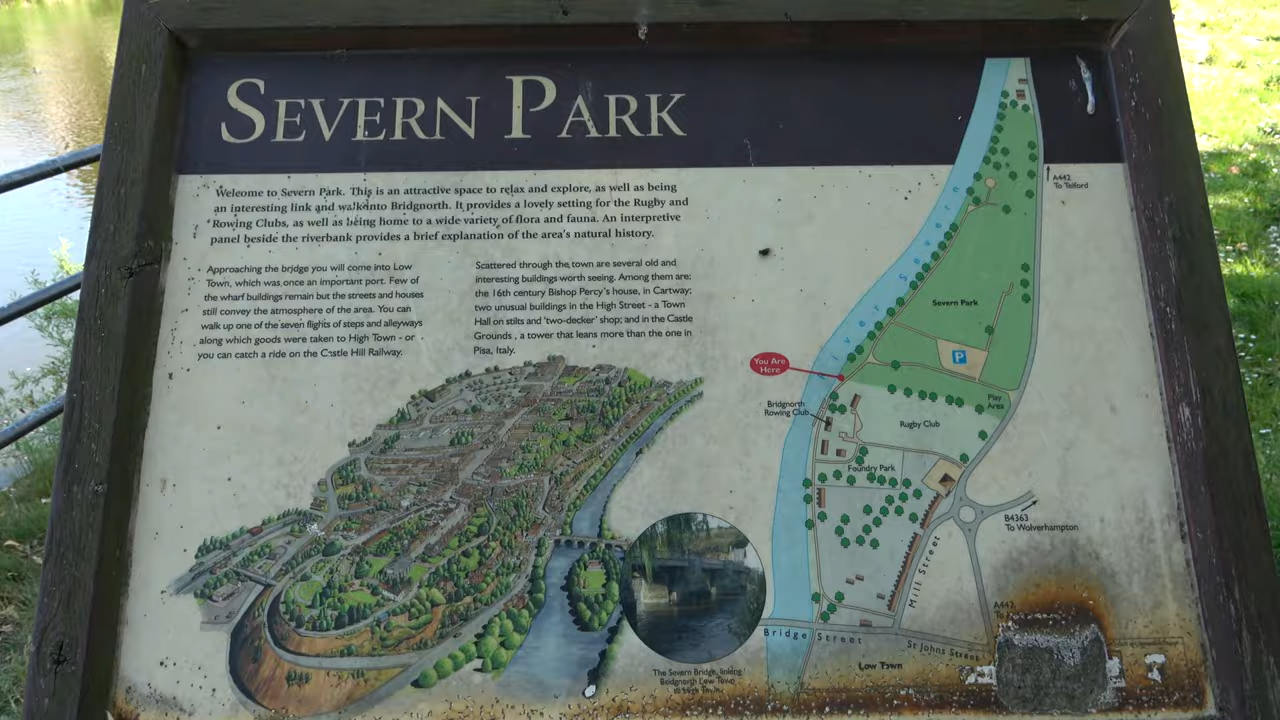 SEVERN PARK
Welcome to Severn Park. This is an attractive space to relax and explore, as well as being
an interesting link and walk into Bridgnorth. It provides a lovely setting for the Rugby and
Rowing Clubs, as well as being home to a wide variety of flora and fauna. An interpretive
panel beside the riverbank provides a brief explanation of the area's natural history.
Approaching the bridge you will come into Low
Town, which was once an important port. Few of
the wharf buildings remain but the streets and houses
still convey the atmosphere of the area. You can
walk up one of the seven flights of steps and alleyways
along which goods were taken to High Town - or
you can catch a ride on the Castle Hill Railway.
Scattered through the town are several old and
interesting buildings worth seeing. Among them are:
the 16th century Bishop Percy's house, in Cartway;
two unusual buildings in the High Street - a Town
Hall on stilts and 'two-decker' shop; and in the Castle
Grounds , a tower that leans more than the one in
Pisa, Italy.
The Severn Bridge, linking
Bridgnorth Low Town
to High Town
A442
To Telford
River Severn
Severn Park
P
You Are
Here
Play
Area
Bridgnorth
Rowing Club
Rugby Club
Foundry Park
B4363
To Wolverhampton
Mill Street
A442
Bridge Street
St Johns Street
Low Town